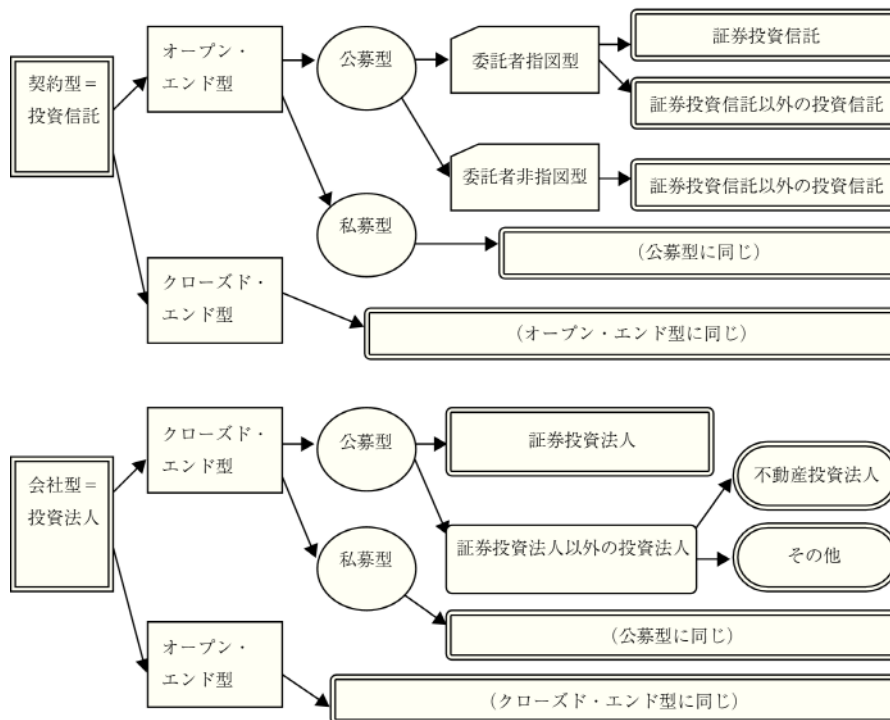 契約型＝
投資信託
オープン・
エンド型
公募型
委託者指図型
証券投資信託
証券投資信託以外の投資信託
委託者非指図型
証券投資信託以外の投資信託
私募型
（公募型に同じ）
クローズド・
エンド型
（オープン・エンド型に同じ）
会社型＝
投資法人
クローズド・
エンド型
公募型
証券投資法人
証券投資法人以外の投資法人
不動産投資法人
その他
私募型
（公募型に同じ）
オープン・
エンド型
（クローズド・エンド型に同じ）